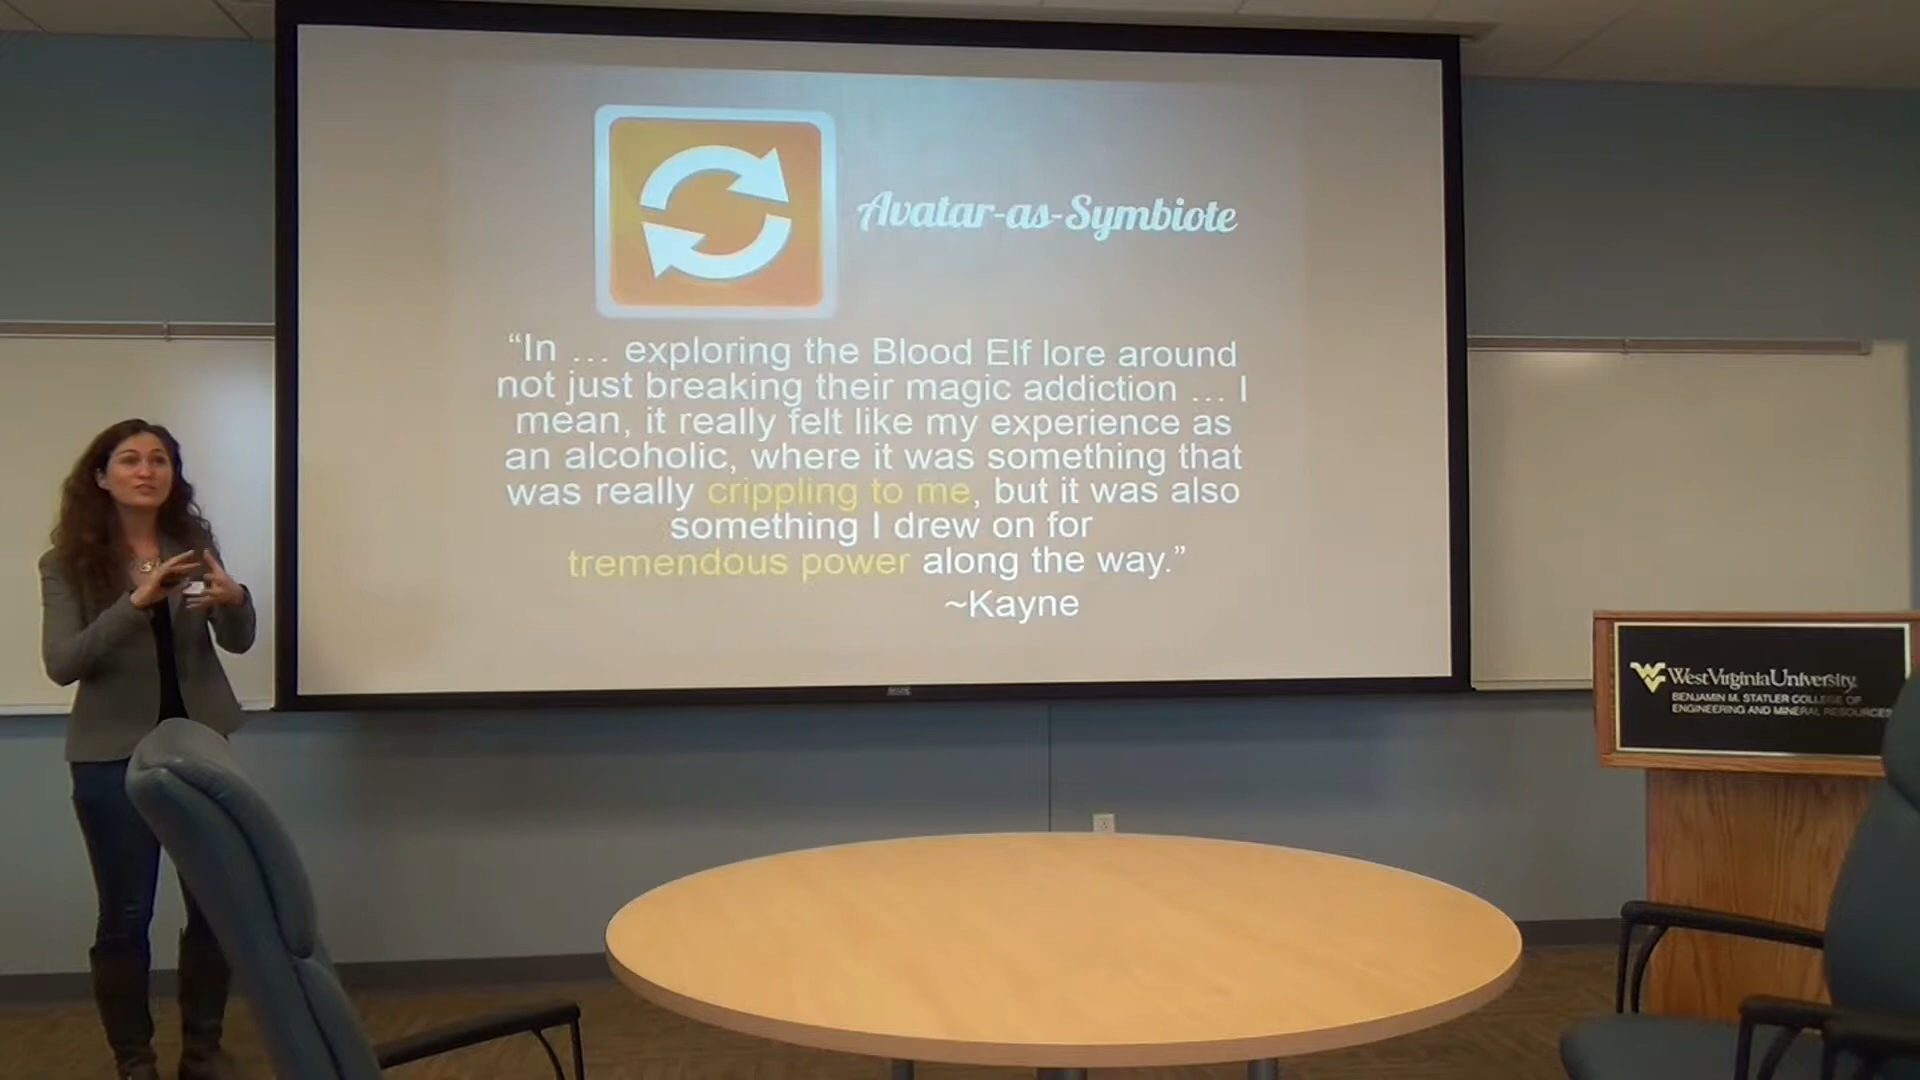 Avatar-as-Symbiote
“In ... exploring the Blood Elf lore around
not just breaking their magic addiction ... I
mean, it really felt like my experience as
an alcoholic, where it was something that
was really crippling to me, but it was also
something I drew on for
tremendous power along the way.”
~Kayne
WestVirginiaUniversity
BENJAMIN M. STATLER COLLEGE OF
ENGINEERING AND MINERAL RESOURCES